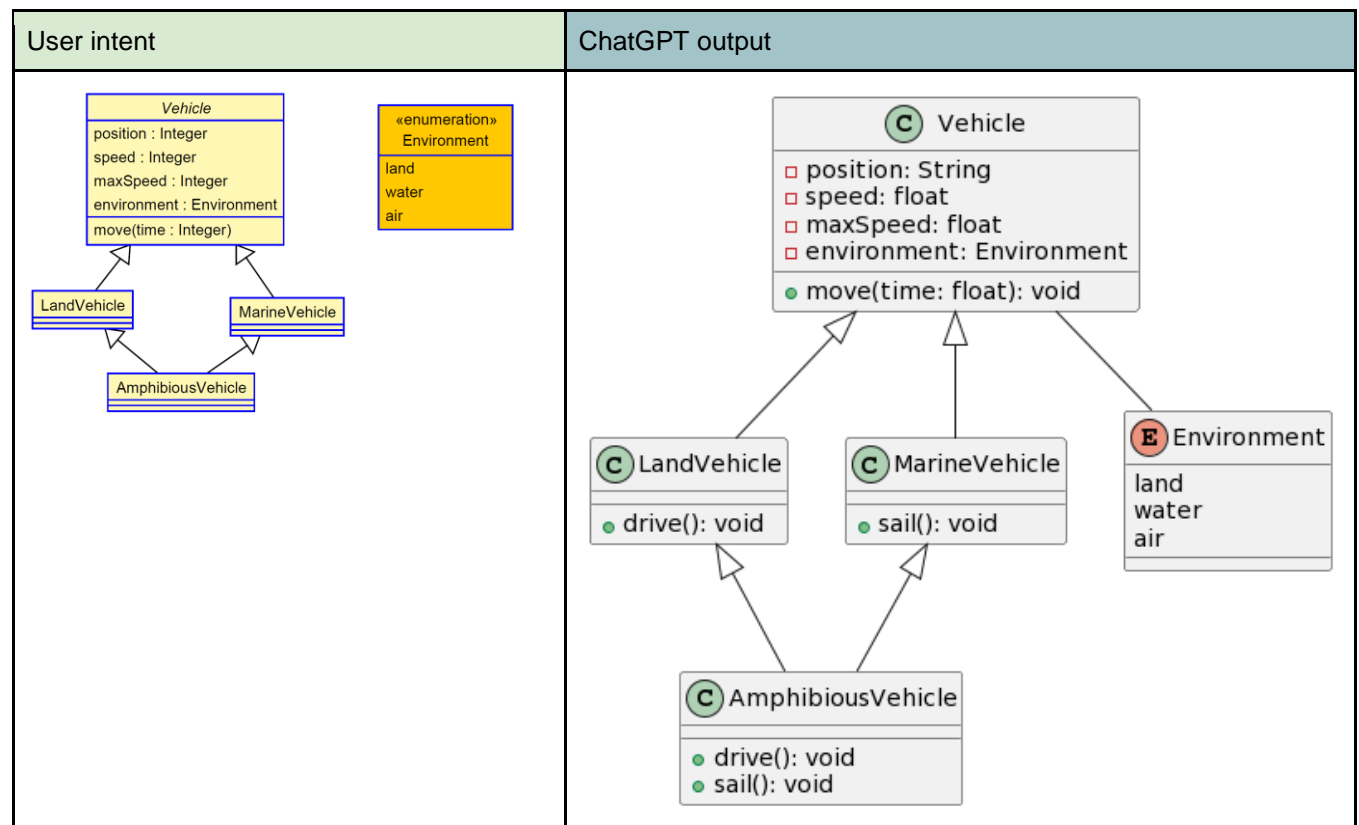 User intent
ChatGPT output
Vehicle
position : Integer
speed : Integer
maxSpeed : Integer
environment : Environment
move(time : Integer)
«enumeration»
Environment
land
water
air
LandVehicle
MarineVehicle
AmphibiousVehicle
C Vehicle
position: String
speed: float
maxSpeed: float
environment: Environment
move(time: float): void
C LandVehicle
drive(): void
C MarineVehicle
sail(): void
E Environment
land
water
air
C AmphibiousVehicle
drive(): void
sail(): void